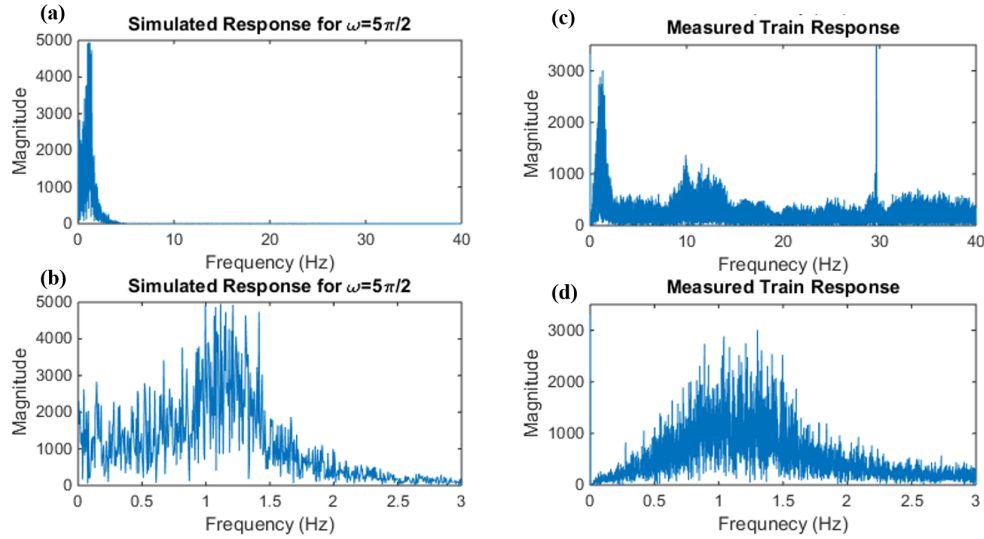 (a)
Simulated Response for ω=5π/2
5000
4000
3000
2000
1000
0
Magnitude
0 10 20 30 40
Frequency (Hz)
(c)
Measured Train Response
3000
2000
1000
0
Magnitude
0 10 20 30 40
Frequnecy (Hz)
(b)
Simulated Response for ω=5π/2
5000
4000
3000
2000
1000
0
Magnitude
0 0.5 1 1.5 2 2.5 3
Frequency (Hz)
(d)
Measured Train Response
3000
2000
1000
0
Magnitude
0 0.5 1 1.5 2 2.5 3
Frequnecy (Hz)